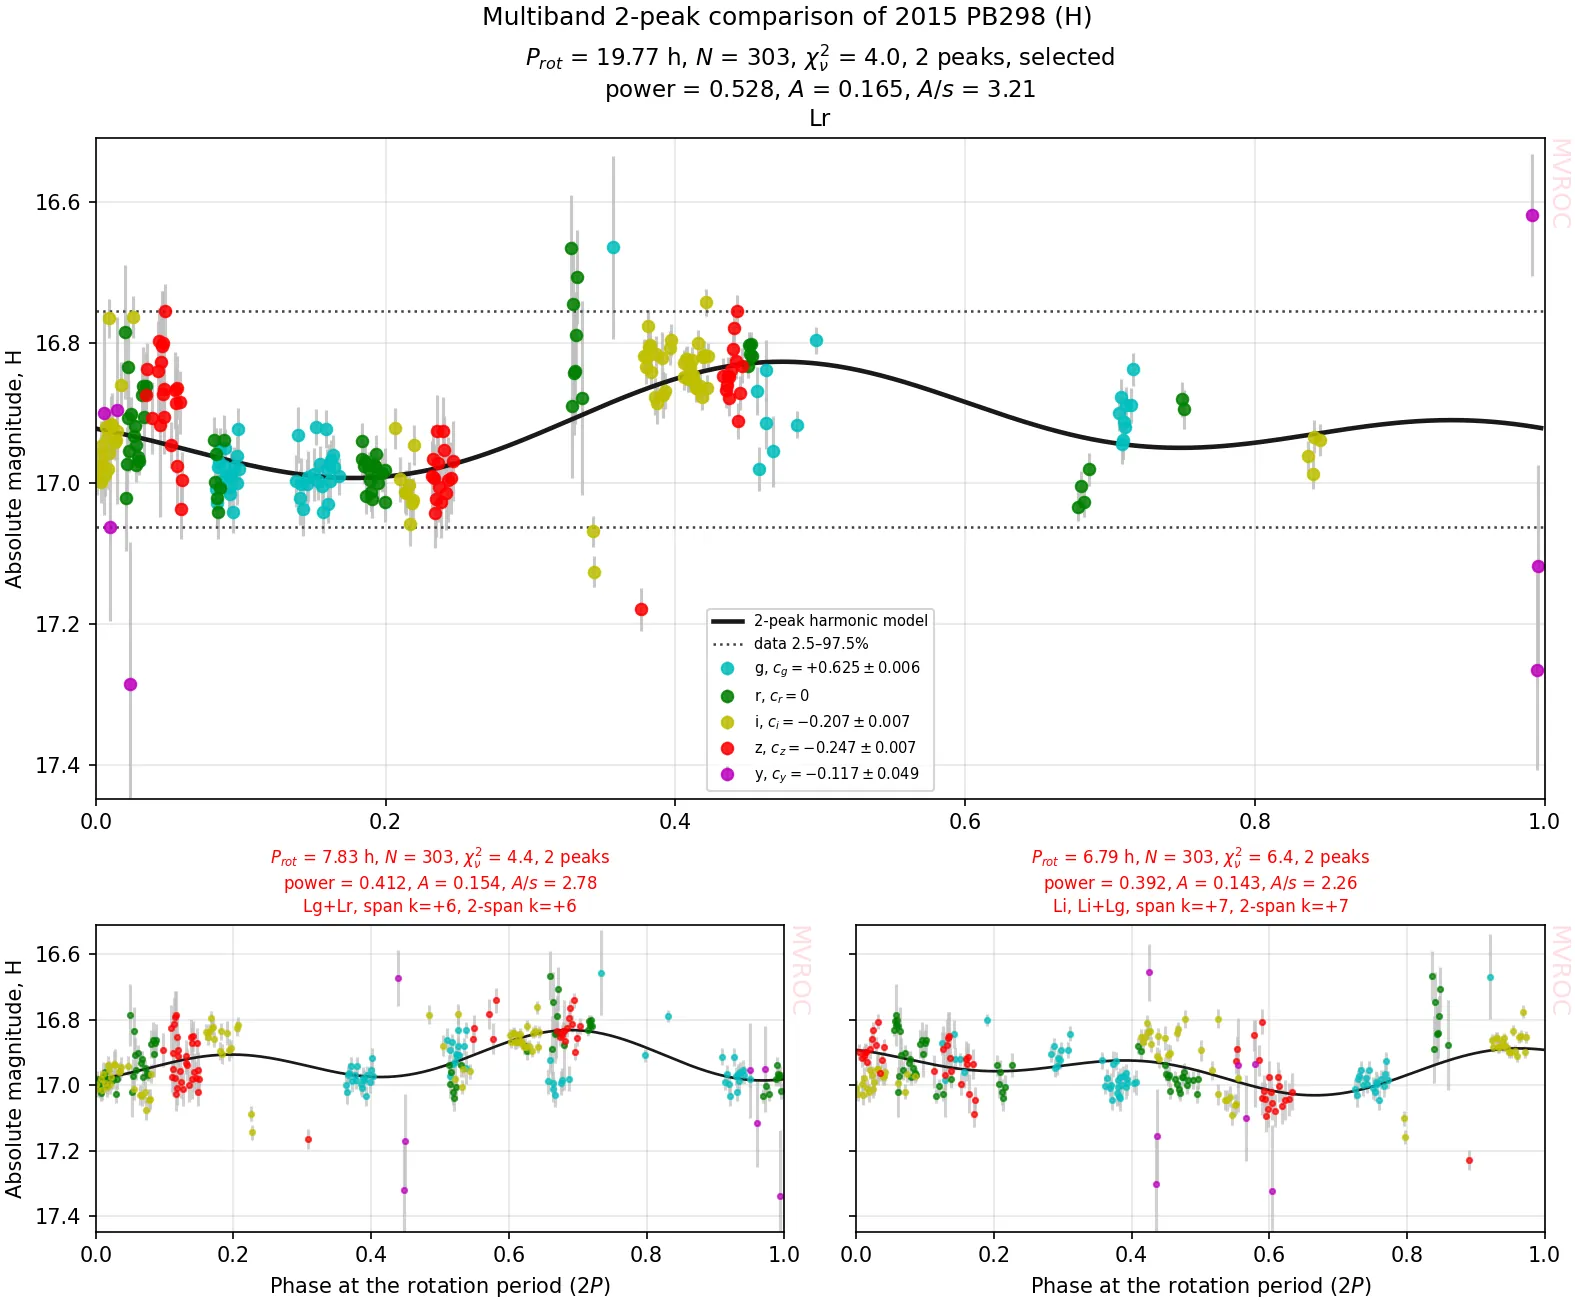 Multiband 2-peak comparison of 2015 PB298 (H)
P_rot = 19.77 h, N = 303, χ²_ν = 4.0, 2 peaks, selected
power = 0.528, A = 0.165, A/s = 3.21
Lr
MVROC
Absolute magnitude, H
16.6
16.8
17.0
17.2
17.4
2-peak harmonic model
data 2.5–97.5%
g, c_g = +0.625 ± 0.006
r, c_r = 0
i, c_i = −0.207 ± 0.007
z, c_z = −0.247 ± 0.007
y, c_y = −0.117 ± 0.049
0.0 0.2 0.4 0.6 0.8 1.0
P_rot = 7.83 h, N = 303, χ²_ν = 4.4, 2 peaks
power = 0.412, A = 0.154, A/s = 2.78
Lg+Lr, span k=+6, 2-span k=+6
MVROC
Absolute magnitude, H
16.6
16.8
17.0
17.2
17.4
0.0 0.2 0.4 0.6 0.8 1.0
Phase at the rotation period (2P)
P_rot = 6.79 h, N = 303, χ²_ν = 6.4, 2 peaks
power = 0.392, A = 0.143, A/s = 2.26
Li, Li+Lg, span k=+7, 2-span k=+7
MVROC
0.0 0.2 0.4 0.6 0.8 1.0
Phase at the rotation period (2P)